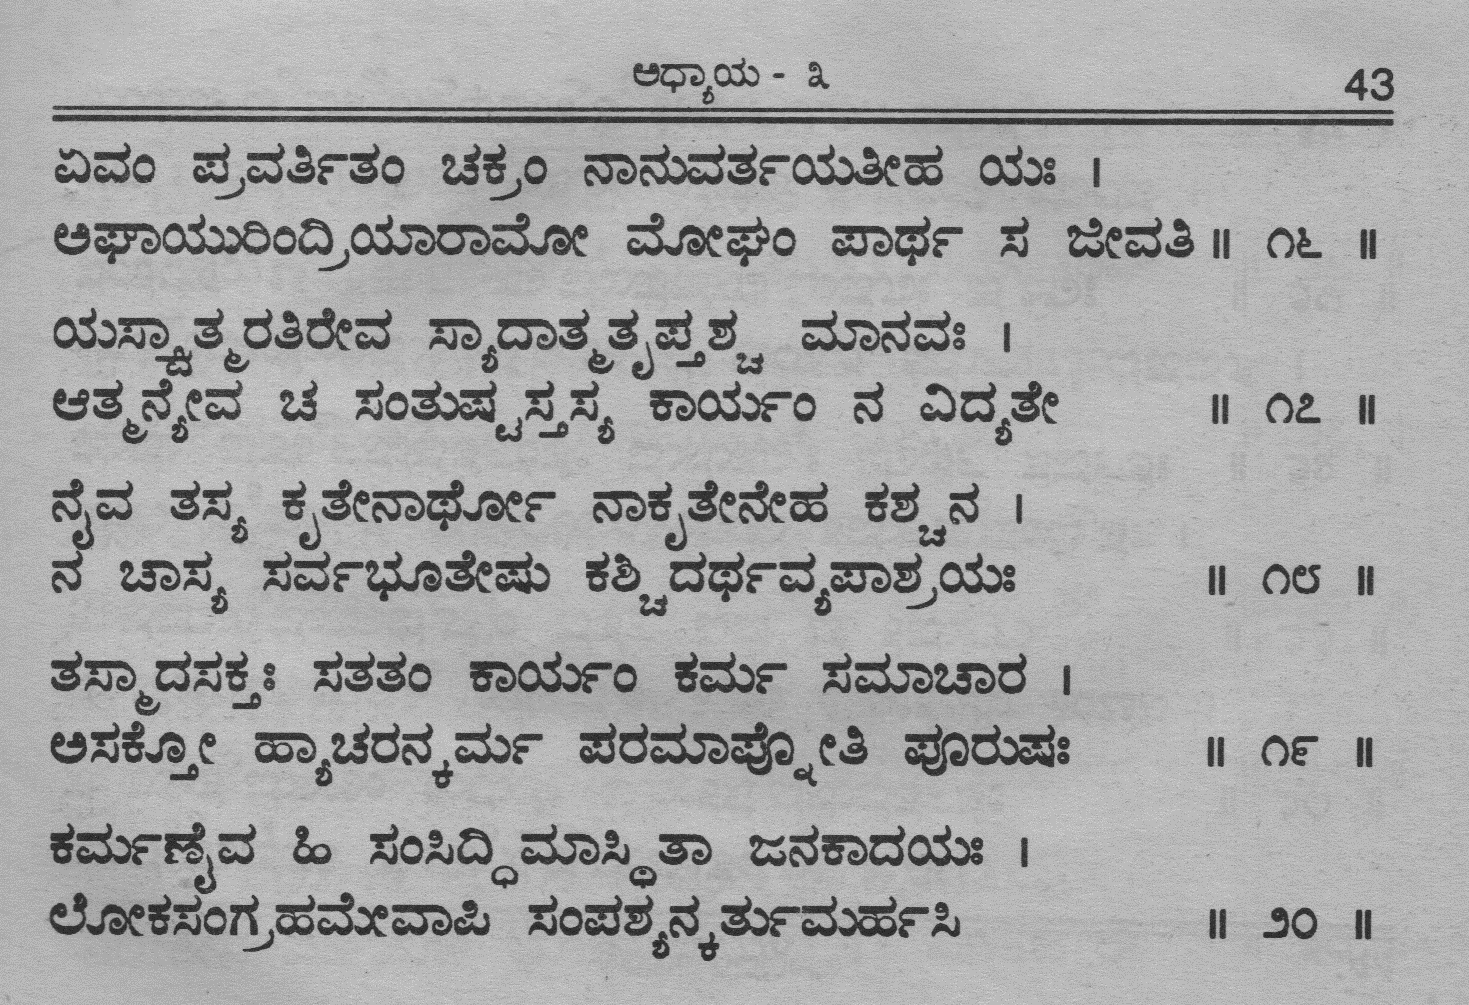 ಅಧ್ಯಾಯ - ೩ 43
ಏವಂ ಪ್ರವರ್ತಿತಂ ಚಕ್ರಂ ನಾನುವರ್ತಯತೀಹ ಯಃ ।
ಅಘಾಯುರಿಂದ್ರಿಯಾರಾಮೋ ಮೋಘಂ ಪಾರ್ಥ ಸ ಜೀವತಿ ॥ ೧೬ ॥
ಯಸ್ತ್ವಾತ್ಮರತಿರೇವ ಸ್ಯಾದಾತ್ಮತೃಪ್ತಶ್ಚ ಮಾನವಃ ।
ಆತ್ಮನ್ಯೇವ ಚ ಸಂತುಷ್ಟಸ್ತಸ್ಯ ಕಾರ್ಯಂ ನ ವಿದ್ಯತೇ ॥ ೧೭ ॥
ನೈವ ತಸ್ಯ ಕೃತೇನಾರ್ಥೋ ನಾಕೃತೇನೇಹ ಕಶ್ಚನ ।
ನ ಚಾಸ್ಯ ಸರ್ವಭೂತೇಷು ಕಶ್ಚಿದರ್ಥವ್ಯಪಾಶ್ರಯಃ ॥ ೧೮ ॥
ತಸ್ಮಾದಸಕ್ತಃ ಸತತಂ ಕಾರ್ಯಂ ಕರ್ಮ ಸಮಾಚಾರ ।
ಅಸಕ್ತೋ ಹ್ಯಾಚರನ್ಕರ್ಮ ಪರಮಾಪ್ನೋತಿ ಪೂರುಷಃ ॥ ೧೯ ॥
ಕರ್ಮಣೈವ ಹಿ ಸಂಸಿದ್ಧಿಮಾಸ್ಥಿತಾ ಜನಕಾದಯಃ ।
ಲೋಕಸಂಗ್ರಹಮೇವಾಪಿ ಸಂಪಶ್ಯನ್ಕರ್ತುಮರ್ಹಸಿ ॥ ೨೦ ॥